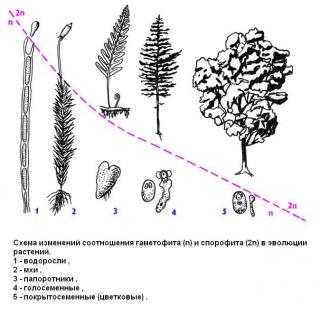 2n
n
1 2 3 4 5 n 2n
Схема изменений соотношения гаметофита (n) и спорофита (2n) в эволюции
растений.
1 - водоросли ,
2 - мхи ,
3 - папоротники ,
4 - голосеменные ,
5 - покрытосеменные (цветковые) .